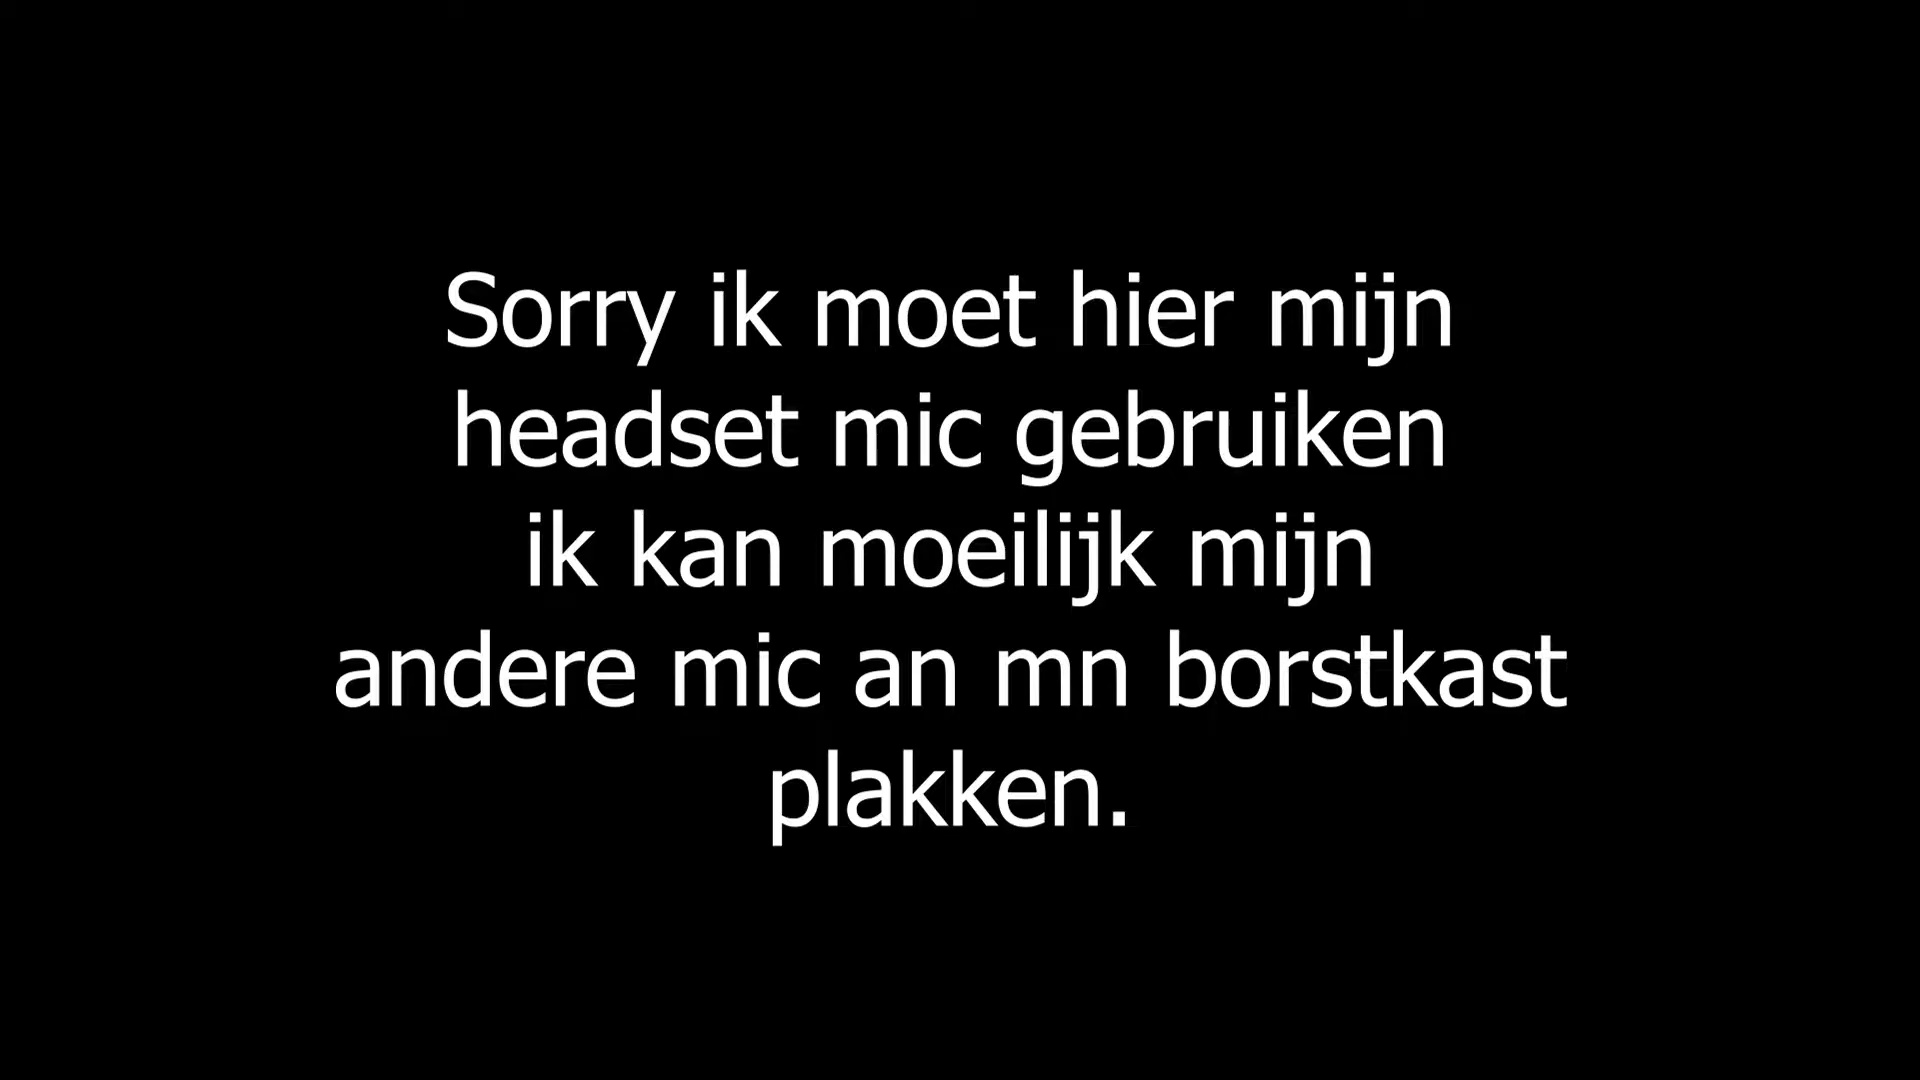 Sorry ik moet hier mijn
headset mic gebruiken
ik kan moeilijk mijn
andere mic an mn borstkast
plakken.